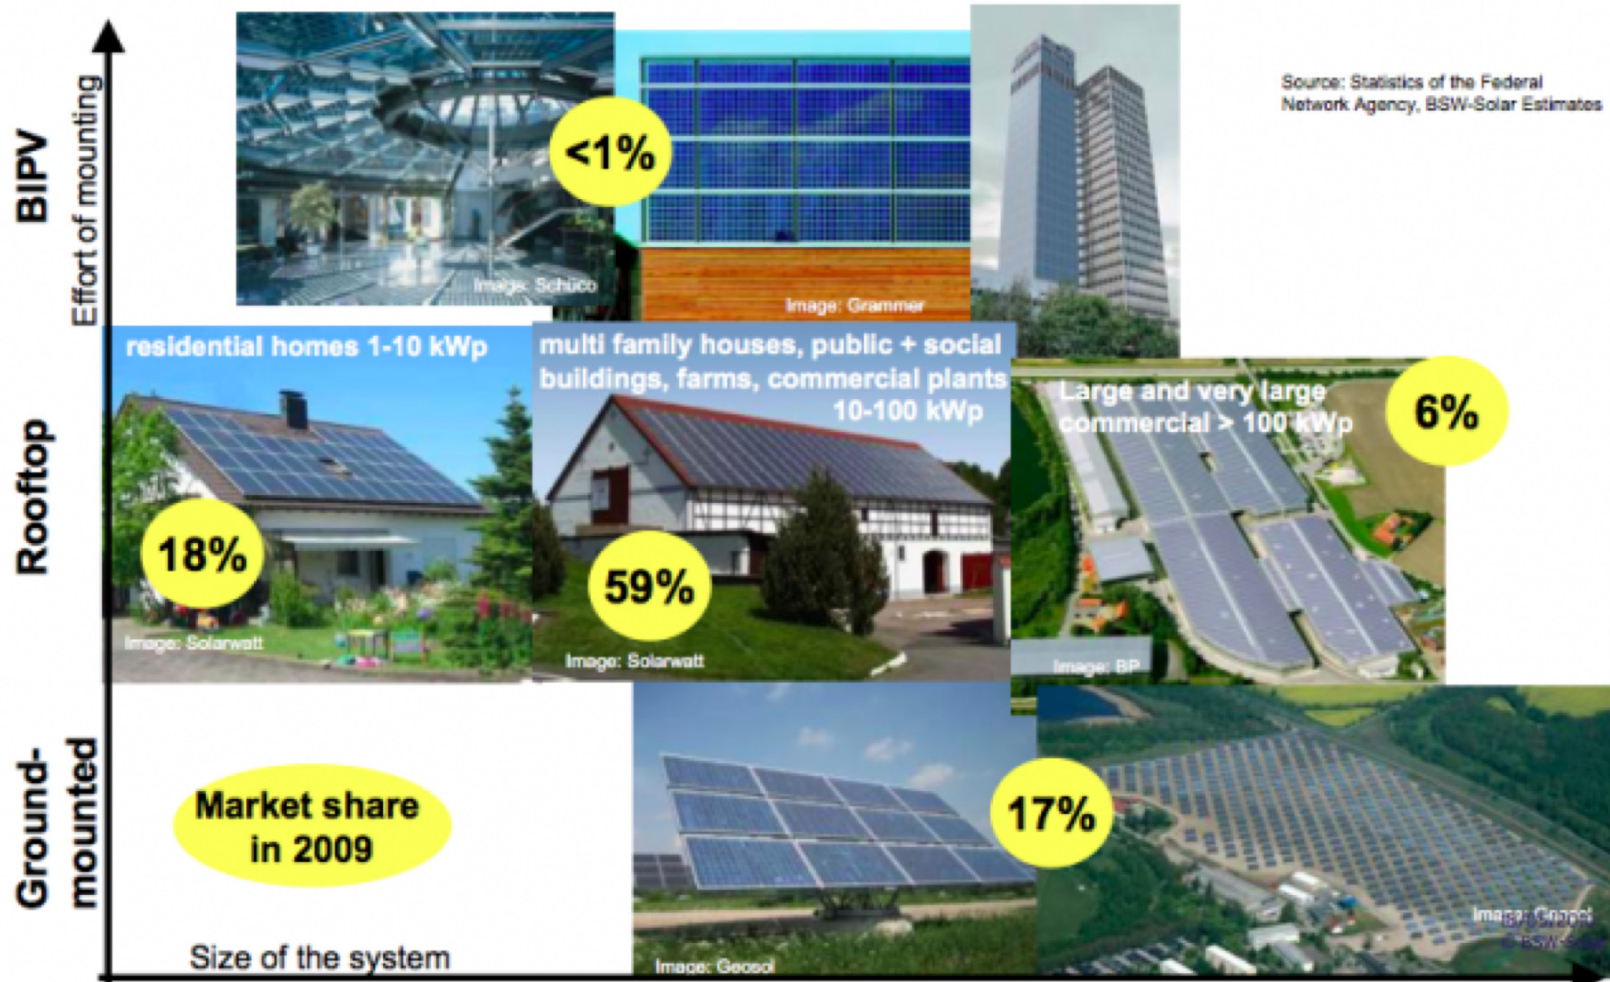 BIPV
Effort of mounting
<1%
Image: Schüco
Image: Grammer
Source: Statistics of the Federal
Network Agency, BSW-Solar Estimates
Rooftop
residential homes 1-10 kWp
18%
Image: Solarwatt
multi family houses, public + social
buildings, farms, commercial plants
10-100 kWp
59%
Image: Solarwatt
Large and very large
commercial > 100 kWp
6%
Image: BP
Ground-
mounted
Market share
in 2009
17%
Size of the system
Image: Geosol
Image:
© BSW-Solar